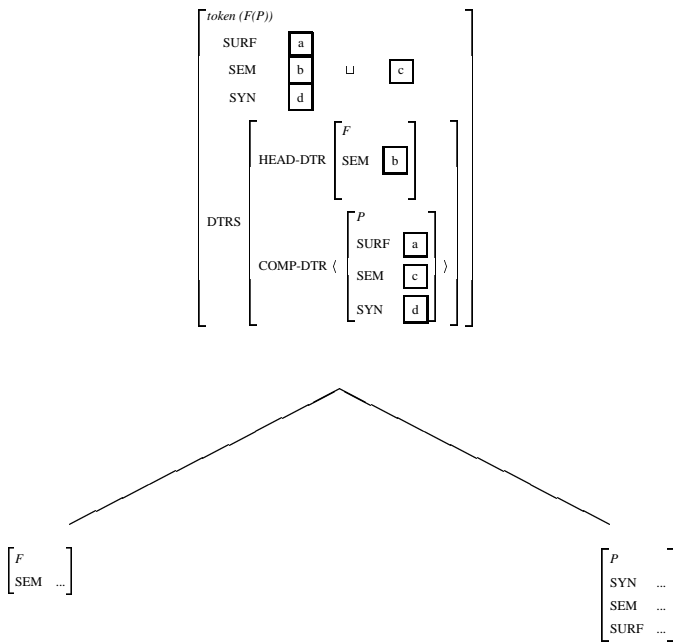 token (F(P))
SURF a
SEM b ⊔ c
SYN d
F
HEAD-DTR SEM b
DTRS
P
SURF a
COMP-DTR ⟨ ⟩
SEM c
SYN d
F
SEM ...
P
SYN ...
SEM ...
SURF ...